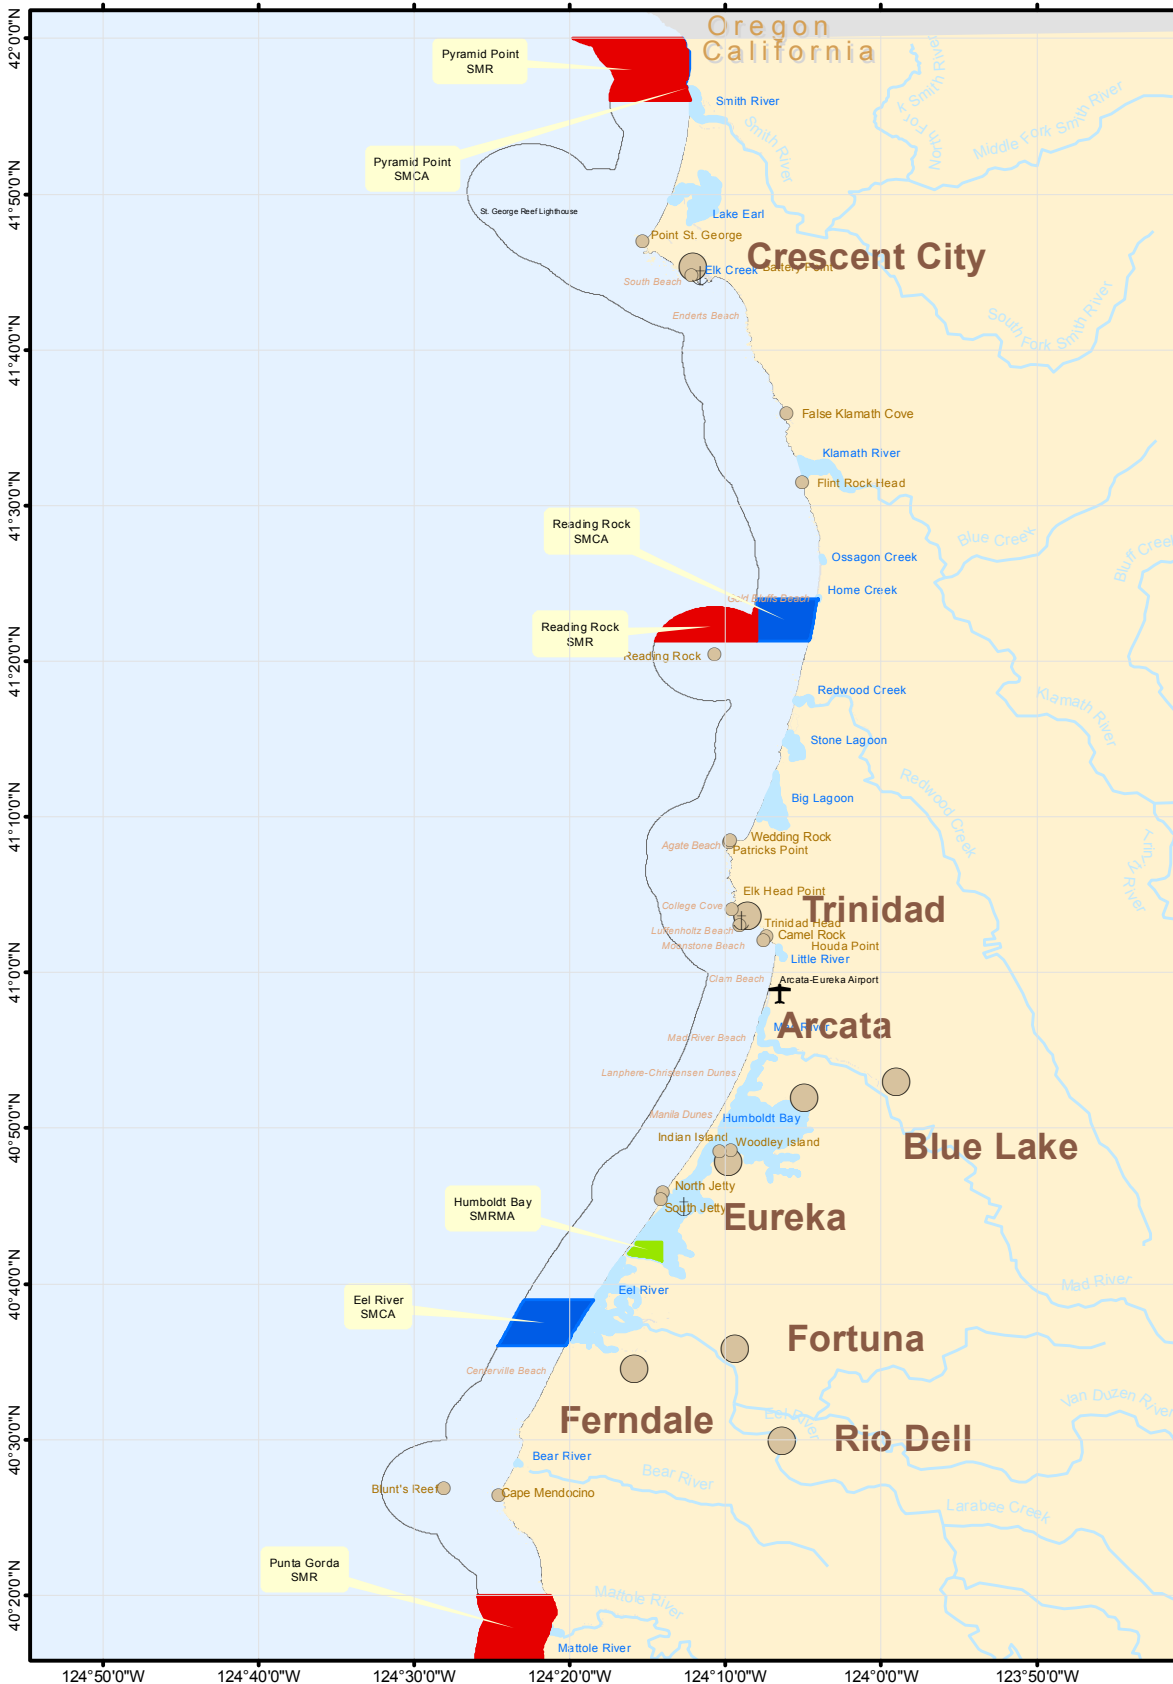 Oregon
California
42°0'0"N
Pyramid Point
SMR
Smith River
North Fork Smith River
Middle Fork Smith River
Smith River
Pyramid Point
SMCA
41°50'0"N
St. George Reef Lighthouse
Lake Earl
Point St. George
Crescent City
Elk Creek
Battery Point
South Beach
Enderts Beach
South Fork Smith River
41°40'0"N
False Klamath Cove
Klamath River
Flint Rock Head
41°30'0"N
Reading Rock
SMCA
Blue Creek
Bluff Creek
Ossagon Creek
Home Creek
Gold Bluffs Beach
Reading Rock
SMR
Reading Rock
41°20'0"N
Redwood Creek
Klamath River
Stone Lagoon
Redwood Creek
Big Lagoon
41°10'0"N
Wedding Rock
Agate Beach
Patricks Point
Trinity River
Elk Head Point
College Cove
Trinidad
Trinidad Head
Luffenholtz Beach
Camel Rock
Moonstone Beach
Houda Point
Little River
41°0'0"N
Clam Beach
Arcata-Eureka Airport
Mad River
Arcata
Mad River Beach
Lanphere-Christensen Dunes
Manila Dunes
Humboldt Bay
40°50'0"N
Indian Island
Woodley Island
Blue Lake
North Jetty
South Jetty
Humboldt Bay
SMRMA
Eureka
40°40'0"N
Mad River
Eel River
Eel River
SMCA
Fortuna
Centerville Beach
Van Duzen River
Ferndale
Eel River
Rio Dell
40°30'0"N
Bear River
Bear River
Blunt's Reef
Cape Mendocino
Larabee Creek
Punta Gorda
SMR
40°20'0"N
Mattole River
Mattole River
124°50'0"W
124°40'0"W
124°30'0"W
124°20'0"W
124°10'0"W
124°0'0"W
123°50'0"W